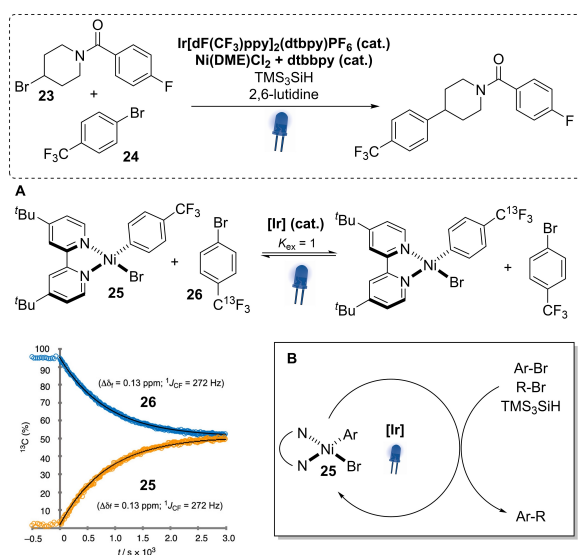 Ir[dF(CF3)ppy]2(dtbpy)PF6 (cat.)
Ni(DME)Cl2 + dtbbpy (cat.)
TMS3SiH
2,6-lutidine
O
N
Br
23
F
+
Br
F3C
24
O
N
F
F3C
A
tBu
CF3
N
Ni
N
Br
25
tBu
+
Br
26
C13F3
[Ir] (cat.)
Kex = 1
tBu
13CF3
N
Ni
N
Br
tBu
+
Br
CF3
13C (%)
100
90
80
70
60
50
40
30
20
10
0
(Δδf = 0.13 ppm; 1JCF = 272 Hz)
26
25
(Δδf = 0.13 ppm; 1JCF = 272 Hz)
−0.5 0 0.5 1.0 1.5 2.0 2.5 3.0
t / s × 103
B
N
Ar
Ni
N
Br
25
[Ir]
Ar-Br
R-Br
TMS3SiH
Ar-R